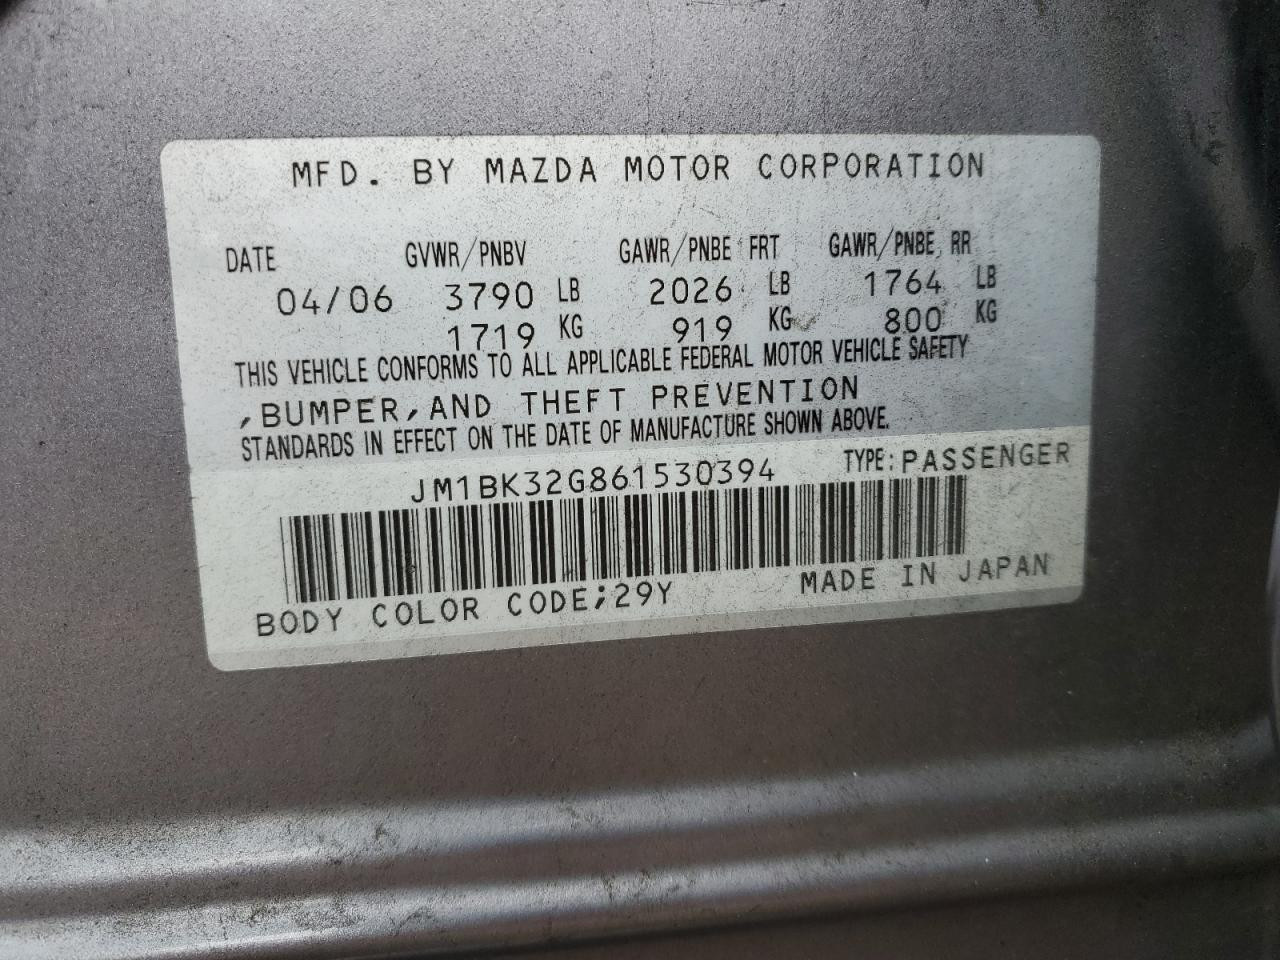 MFD. BY MAZDA MOTOR CORPORATION
DATE GVWR/PNBV GAWR/PNBE FRT GAWR/PNBE RR
04/06 3790 LB 2026 LB 1764 LB
1719 KG 919 KG 800 KG
THIS VEHICLE CONFORMS TO ALL APPLICABLE FEDERAL MOTOR VEHICLE SAFETY
,BUMPER,AND THEFT PREVENTION
STANDARDS IN EFFECT ON THE DATE OF MANUFACTURE SHOWN ABOVE.
JM1BK32G861530394 TYPE:PASSENGER
BODY COLOR CODE;29Y MADE IN JAPAN